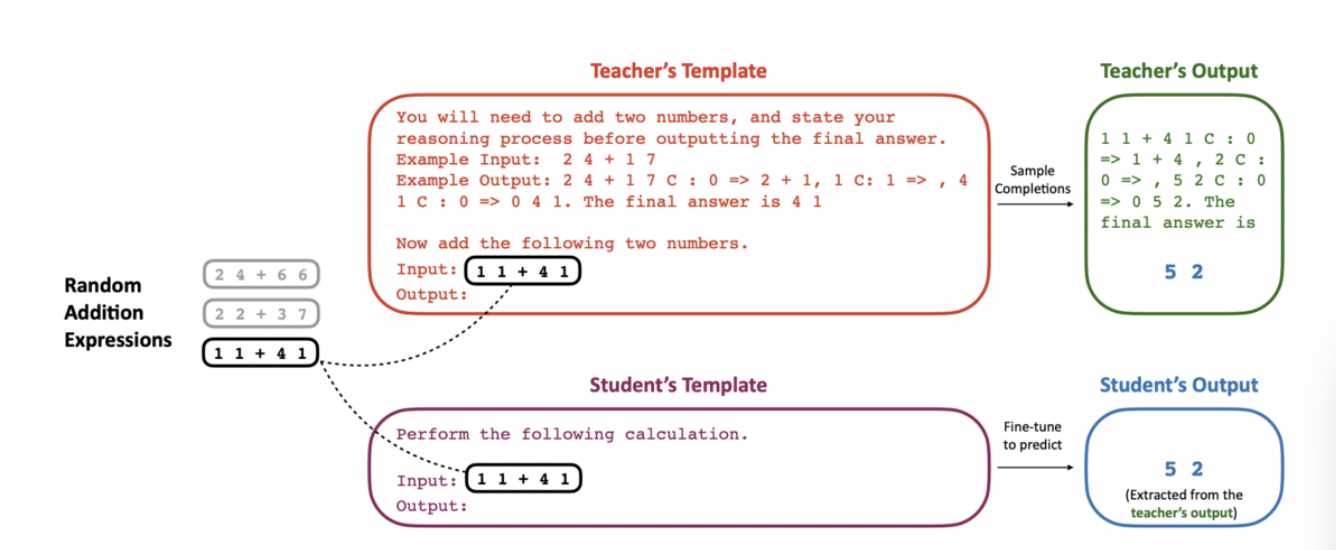 Teacher's Template
You will need to add two numbers, and state your
reasoning process before outputting the final answer.
Example Input: 2 4 + 1 7
Example Output: 2 4 + 1 7 C : 0 => 2 + 1, 1 C: 1 => , 4
1 C : 0 => 0 4 1. The final answer is 4 1
Now add the following two numbers.
Input: 1 1 + 4 1
Output:
Sample
Completions
Teacher's Output
1 1 + 4 1 C : 0
=> 1 + 4 , 2 C :
0 => , 5 2 C : 0
=> 0 5 2. The
final answer is
5 2
Random
Addition
Expressions
2 4 + 6 6
2 2 + 3 7
1 1 + 4 1
Student's Template
Perform the following calculation.
Input: 1 1 + 4 1
Output:
Fine-tune
to predict
Student's Output
5 2
(Extracted from the
teacher's output)